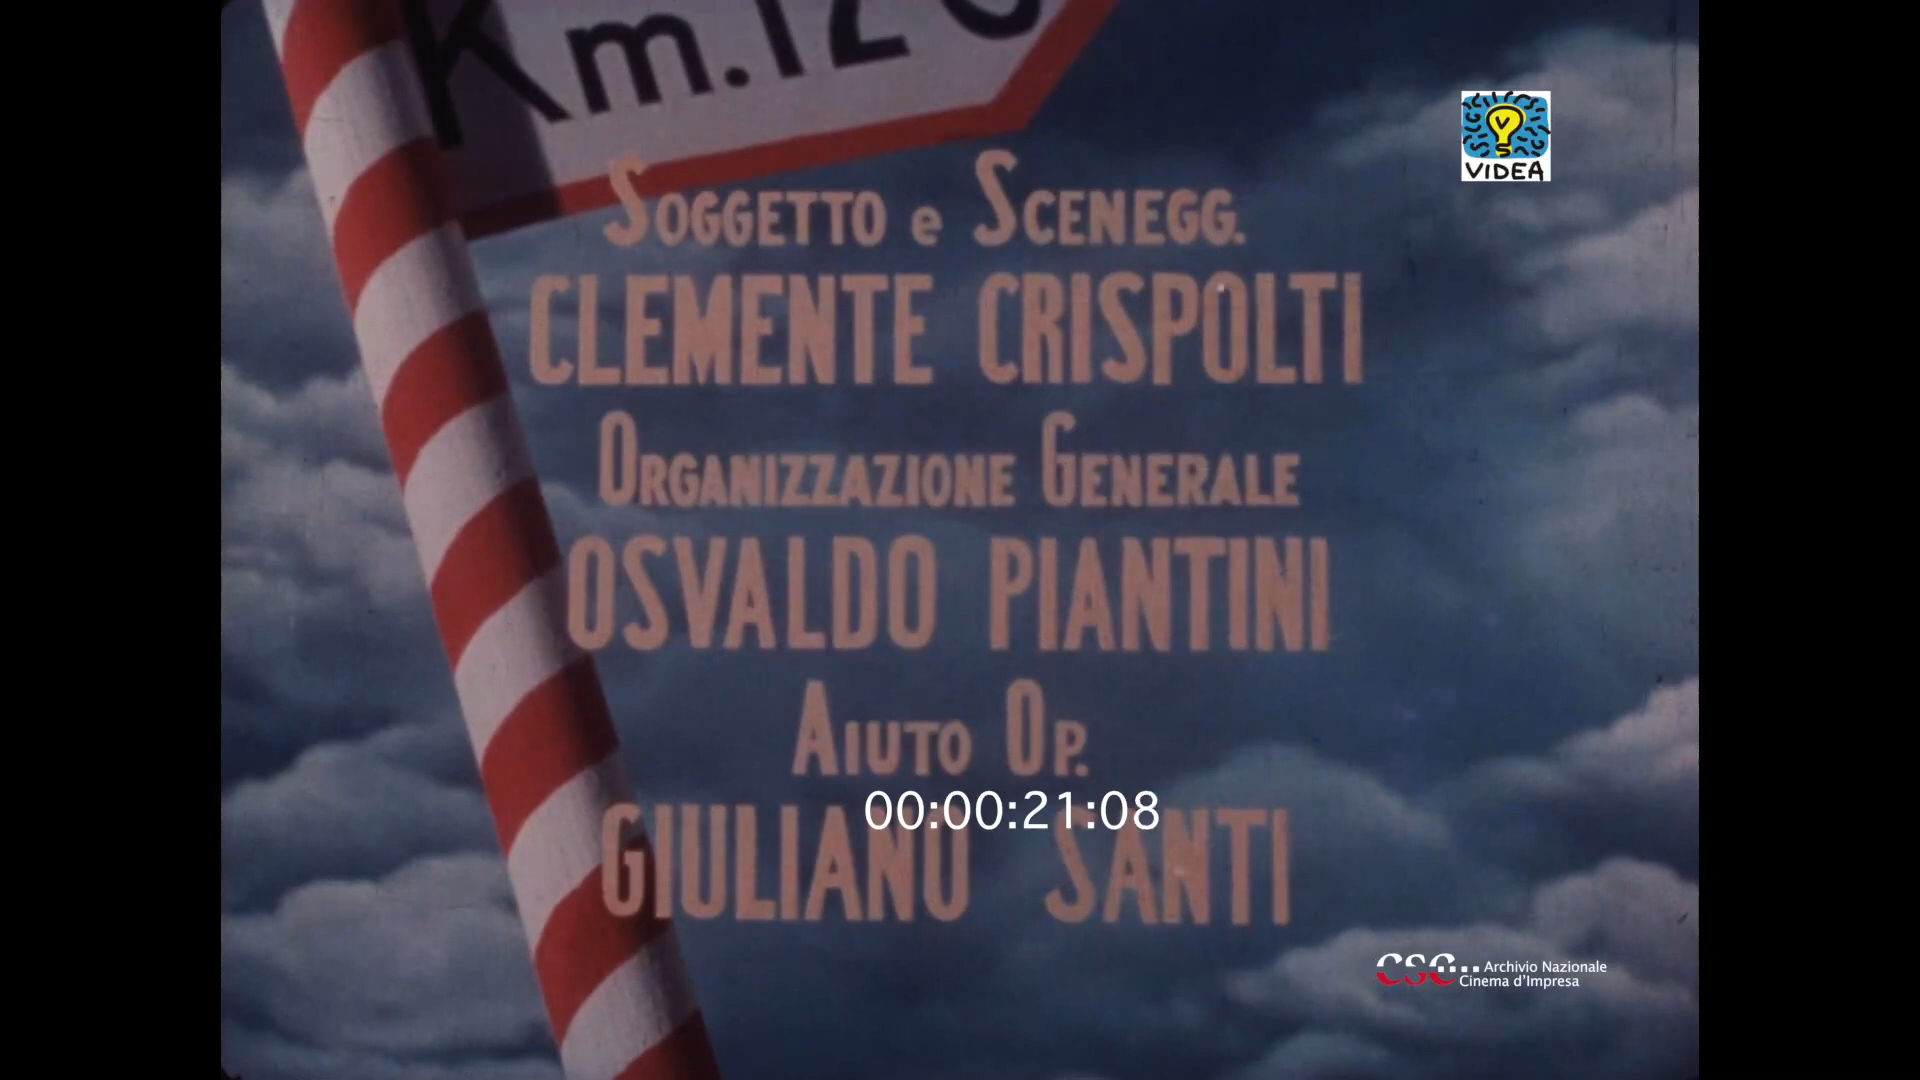 Km.12
VIDEA
SOGGETTO e SCENEGG.
CLEMENTE CRISPOLTI
ORGANIZZAZIONE GENERALE
OSVALDO PIANTINI
AIUTO OP.
00:00:21:08
GIULIANO SANTI
CSC... Archivio Nazionale
Cinema d'Impresa